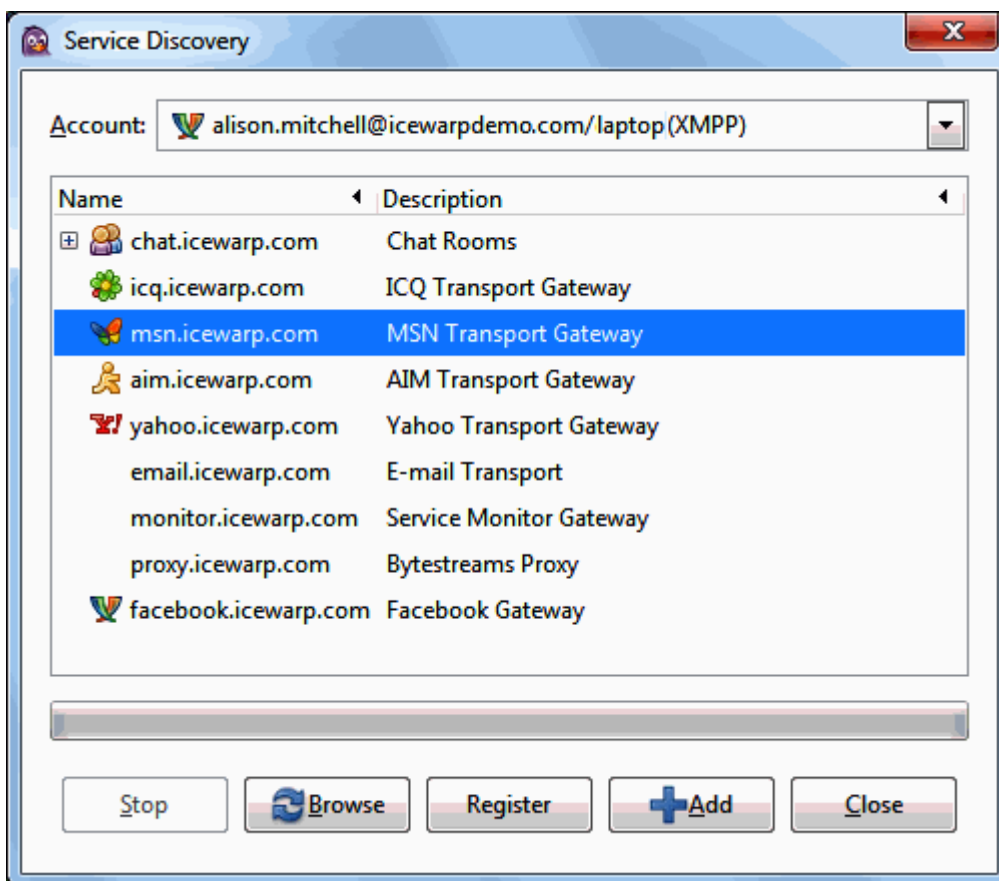 Service Discovery
Account: alison.mitchell@icewarpdemo.com/laptop(XMPP)
Name Description
chat.icewarp.com Chat Rooms
icq.icewarp.com ICQ Transport Gateway
msn.icewarp.com MSN Transport Gateway
aim.icewarp.com AIM Transport Gateway
yahoo.icewarp.com Yahoo Transport Gateway
email.icewarp.com E-mail Transport
monitor.icewarp.com Service Monitor Gateway
proxy.icewarp.com Bytestreams Proxy
facebook.icewarp.com Facebook Gateway
Stop Browse Register Add Close